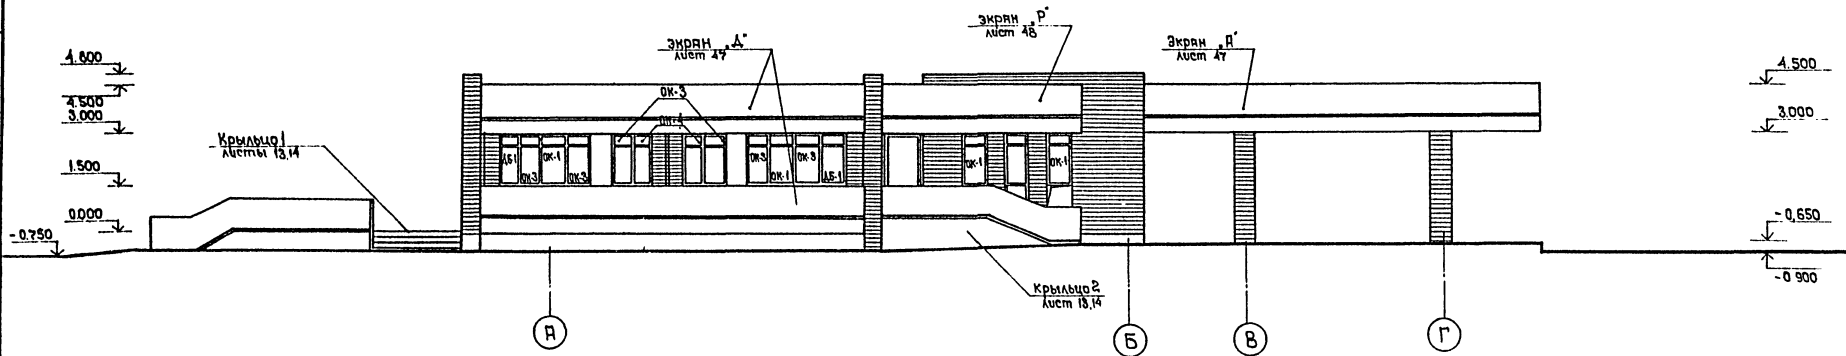 4.800
4.500
3.000
1.500
0.000
-0.750
Крыльцо 1
листы 13,14
экран „Д“
лист 47
экран „Р“
лист 48
экран „А“
лист 47
ОК-3
ОК-1
ДБ-1
ОК-3
ОК-1
ОК-3
ОК-3
ОК-1
ОК-3
ДБ-1
ОК-1
ОК-1
4.500
3.000
-0,650
-0.900
крыльцо 2
лист 13,14
А
Б
В
Г